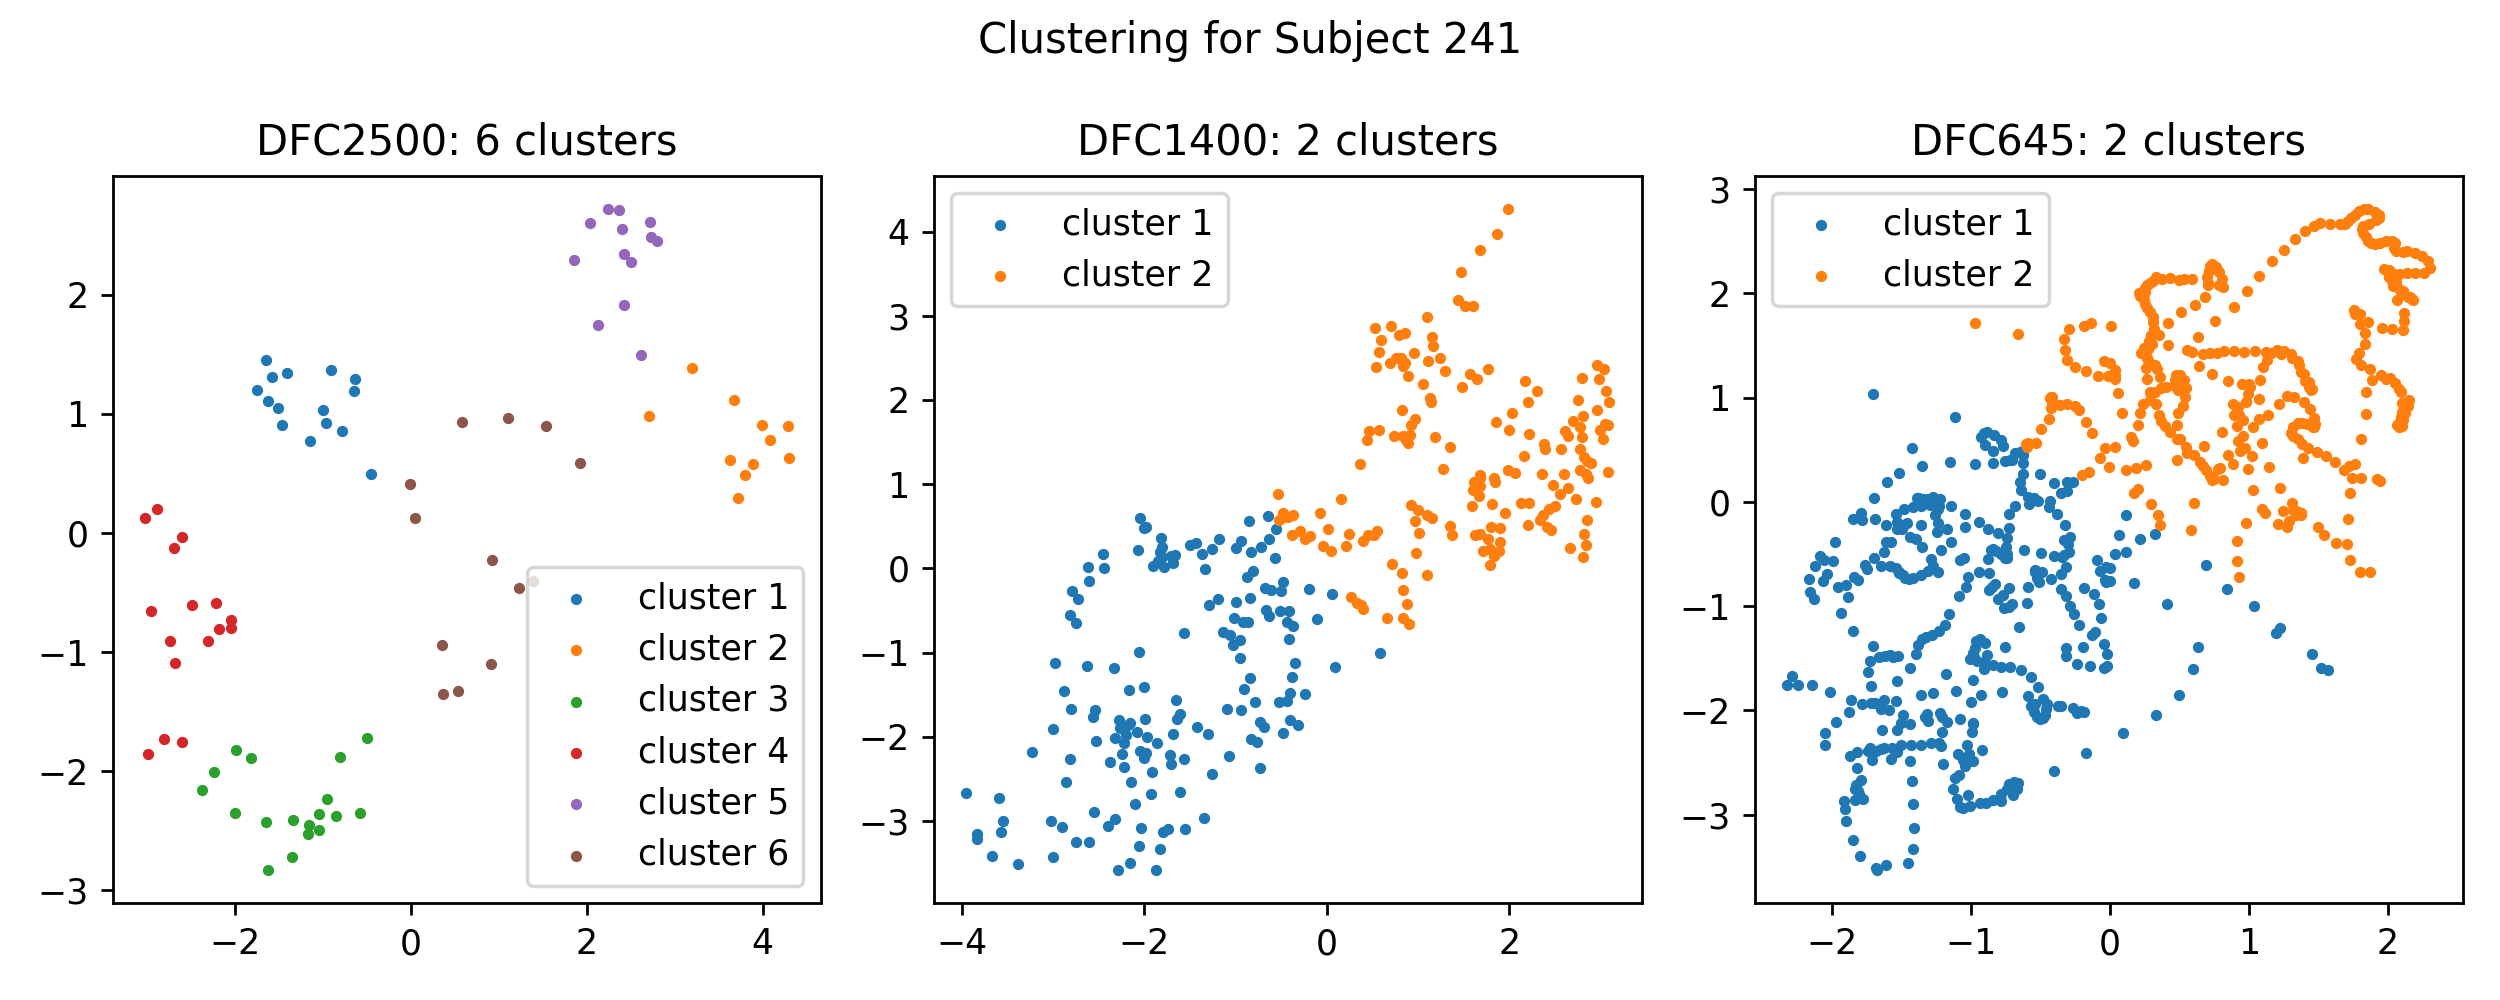 Clustering for Subject 241
DFC2500: 6 clusters
2
1
0
−1
−2
−3
−2
0
2
4
cluster 1
cluster 2
cluster 3
cluster 4
cluster 5
cluster 6
DFC1400: 2 clusters
cluster 1
cluster 2
4
3
2
1
0
−1
−2
−3
−4
−2
0
2
DFC645: 2 clusters
cluster 1
cluster 2
3
2
1
0
−1
−2
−3
−2
−1
0
1
2